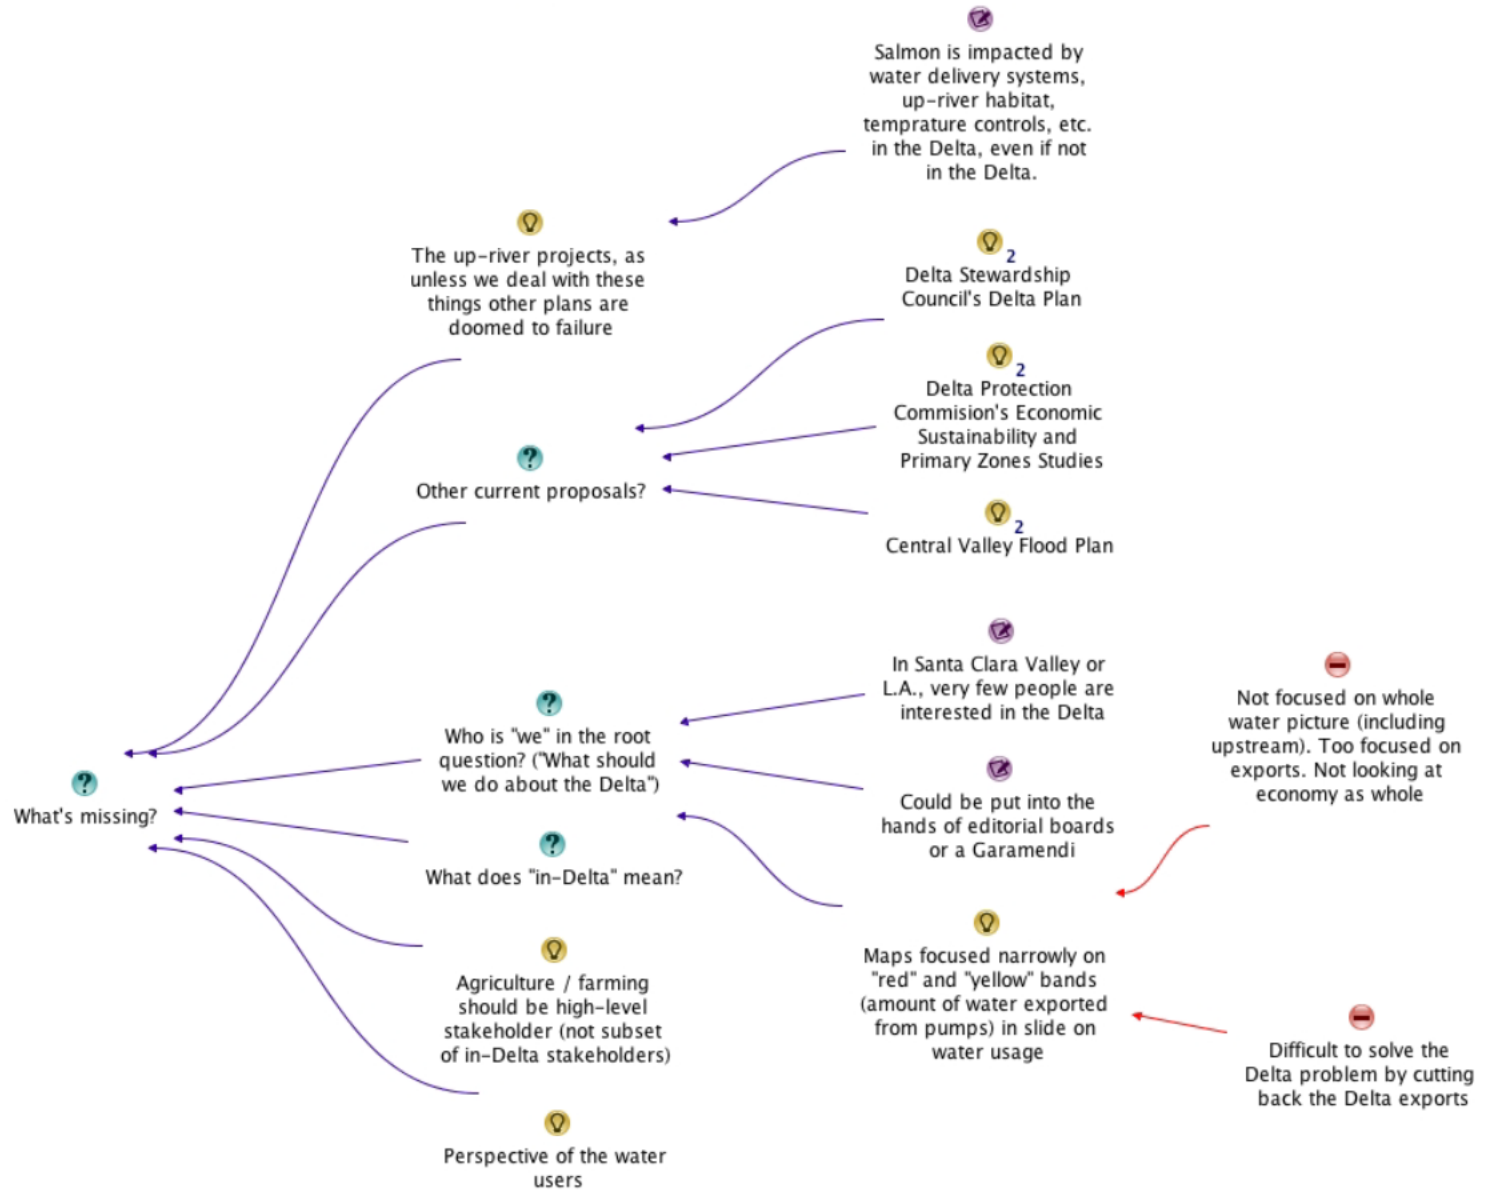 Salmon is impacted by
water delivery systems,
up-river habitat,
temprature controls, etc.
in the Delta, even if not
in the Delta.
The up-river projects, as
unless we deal with these
things other plans are
doomed to failure
2
Delta Stewardship
Council's Delta Plan
2
Delta Protection
Commision's Economic
Sustainability and
Primary Zones Studies
?
Other current proposals?
2
Central Valley Flood Plan
In Santa Clara Valley or
L.A., very few people are
interested in the Delta
Not focused on whole
water picture (including
upstream). Too focused on
exports. Not looking at
economy as whole
?
Who is "we" in the root
question? ("What should
we do about the Delta")
?
What's missing?
Could be put into the
hands of editorial boards
or a Garamendi
?
What does "in-Delta" mean?
Maps focused narrowly on
"red" and "yellow" bands
(amount of water exported
from pumps) in slide on
water usage
Agriculture / farming
should be high-level
stakeholder (not subset
of in-Delta stakeholders)
Difficult to solve the
Delta problem by cutting
back the Delta exports
Perspective of the water
users